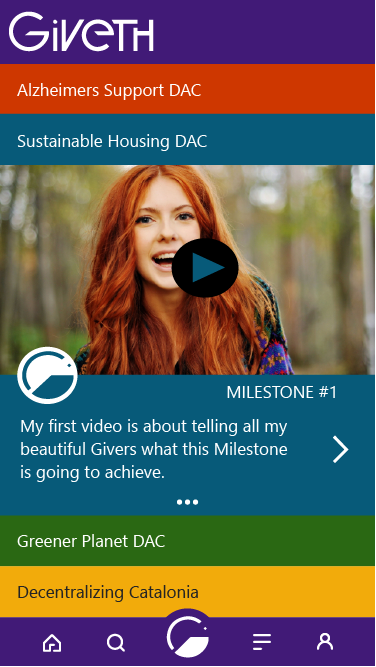 GIVETH
Alzheimers Support DAC
Sustainable Housing DAC
MILESTONE #1
My first video is about telling all my
beautiful Givers what this Milestone
is going to achieve.
Greener Planet DAC
Decentralizing Catalonia